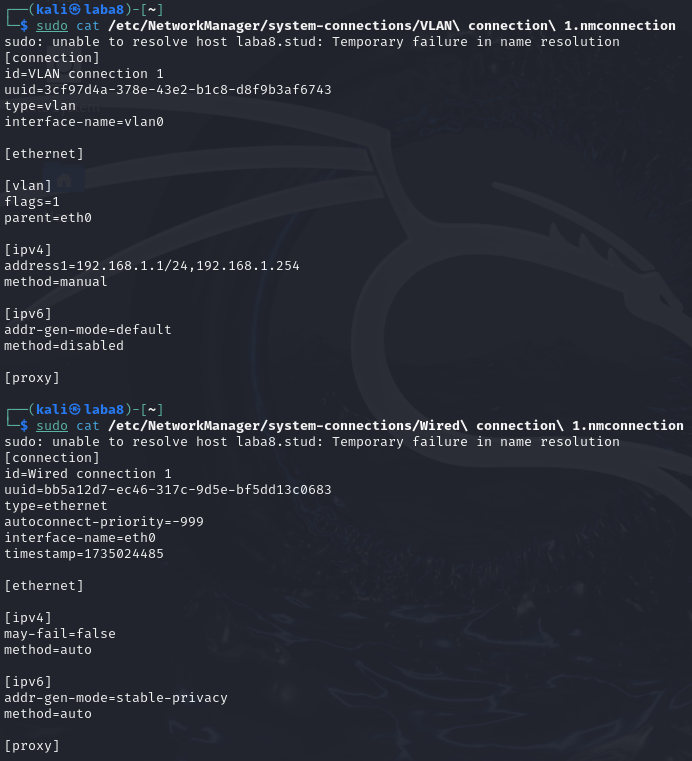 ┌──(kali㉿laba8)-[~]
└─$ sudo cat /etc/NetworkManager/system-connections/VLAN\ connection\ 1.nmconnection
sudo: unable to resolve host laba8.stud: Temporary failure in name resolution
[connection]
id=VLAN connection 1
uuid=3cf97d4a-378e-43e2-b1c8-d8f9b3af6743
type=vlan
interface-name=vlan0

[ethernet]

[vlan]
flags=1
parent=eth0

[ipv4]
address1=192.168.1.1/24,192.168.1.254
method=manual

[ipv6]
addr-gen-mode=default
method=disabled

[proxy]

┌──(kali㉿laba8)-[~]
└─$ sudo cat /etc/NetworkManager/system-connections/Wired\ connection\ 1.nmconnection
sudo: unable to resolve host laba8.stud: Temporary failure in name resolution
[connection]
id=Wired connection 1
uuid=bb5a12d7-ec46-317c-9d5e-bf5dd13c0683
type=ethernet
autoconnect-priority=-999
interface-name=eth0
timestamp=1735024485

[ethernet]

[ipv4]
may-fail=false
method=auto

[ipv6]
addr-gen-mode=stable-privacy
method=auto

[proxy]